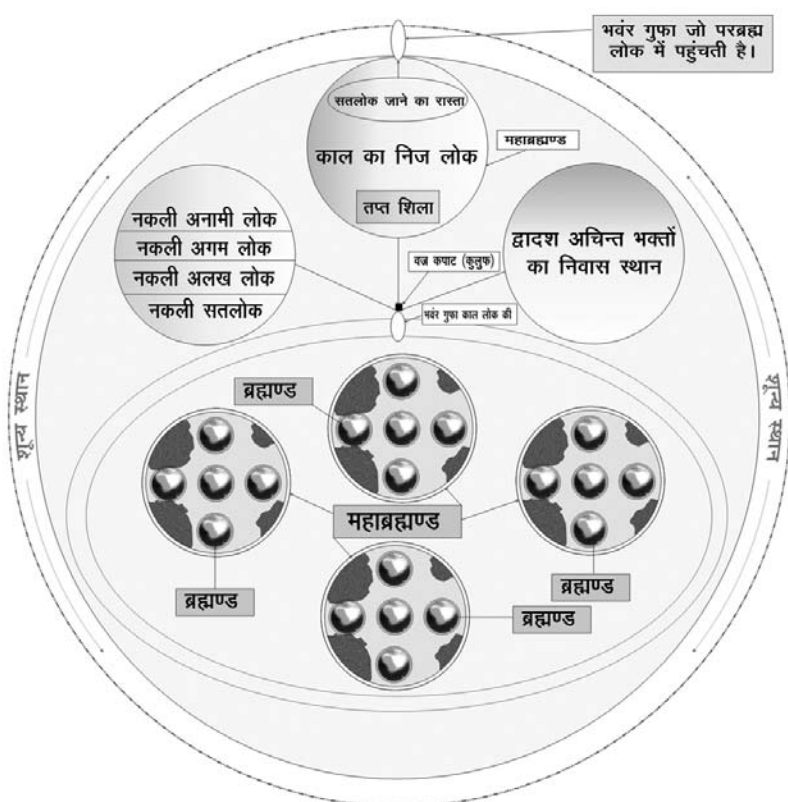 भवंर गुफा जो परब्रह्म
लोक में पहुंचती है।
सतलोक जाने का रास्ता
काल का निज लोक
महाब्रह्मण्ड
तप्त शिला
नकली अनामी लोक
नकली अगम लोक
नकली अलख लोक
नकली सतलोक
द्वादश अचिन्त भक्तों
का निवास स्थान
वज्र कपाट (कुलुफ)
भवंर गुफा काल लोक की
शून्य स्थान
शून्य स्थान
ब्रह्मण्ड
महाब्रह्मण्ड
ब्रह्मण्ड
ब्रह्मण्ड
ब्रह्मण्ड